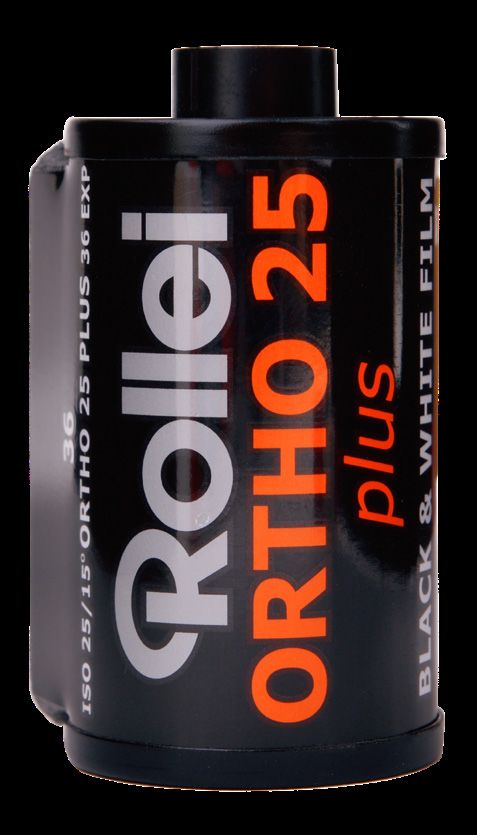 36
ISO 25/15° ORTHO 25 PLUS 36 EXP
Rollei
ORTHO 25
plus
BLACK & WHITE FILM